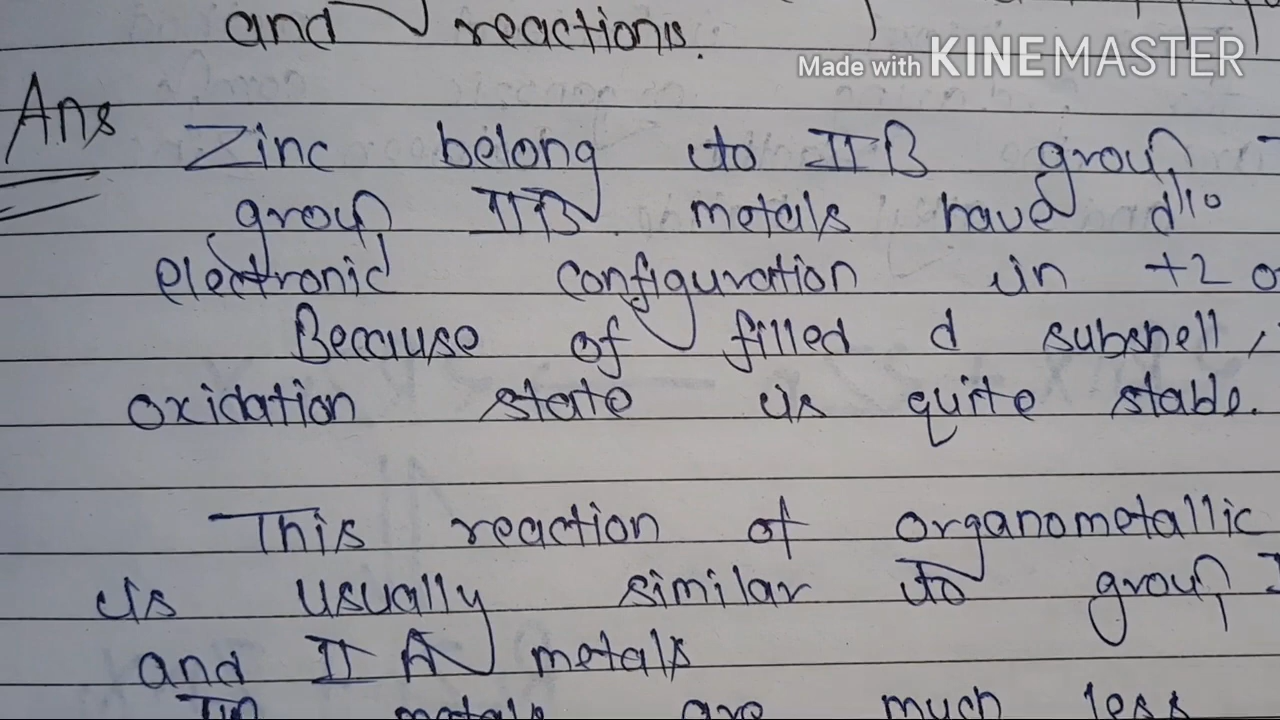 and reactions.
Made with KINEMASTER
Ans Zinc belong to IIB group
group IIB metals have d10
electronic configuration in +2 o
Because of filled d subshell,
oxidation state is quite stable.
This reaction of organometallic
is usually similar to group I
and II A metals
IIB metals are much less